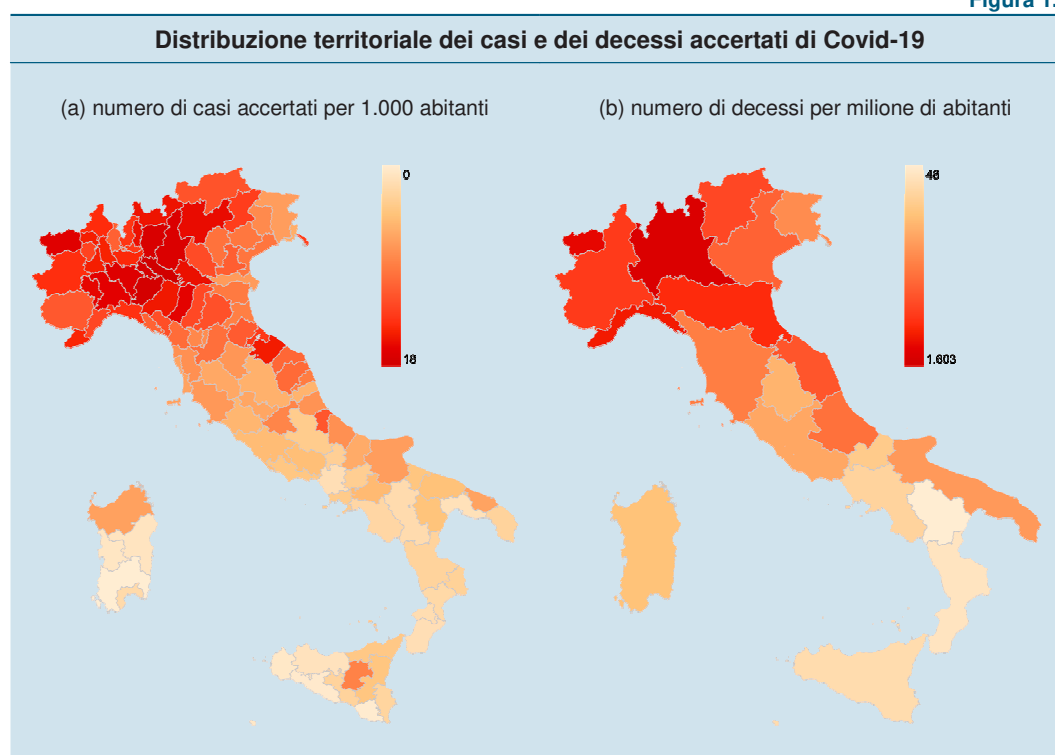 Figura 1.
Distribuzione territoriale dei casi e dei decessi accertati di Covid-19
(a) numero di casi accertati per 1.000 abitanti
(b) numero di decessi per milione di abitanti
0
18
1.603